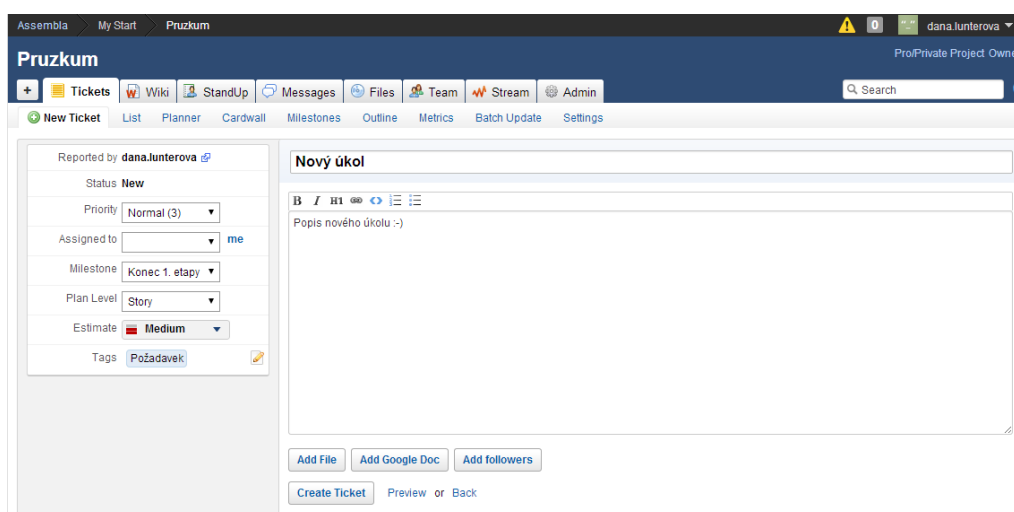 Assembla My Start Pruzkum 0 dana.lunterova
Pruzkum Pro/Private Project
+ Tickets Wiki StandUp Messages Files Team Stream Admin Search
New Ticket List Planner Cardwall Milestones Outline Metrics Batch Update Settings
Reported by dana.lunterova
Status New
Priority Normal (3)
Assigned to me
Milestone Konec 1. etapy
Plan Level Story
Estimate Medium
Tags Požadavek
Nový úkol
B I H1
Popis nového úkolu :-)
Add File Add Google Doc Add followers
Create Ticket Preview or Back